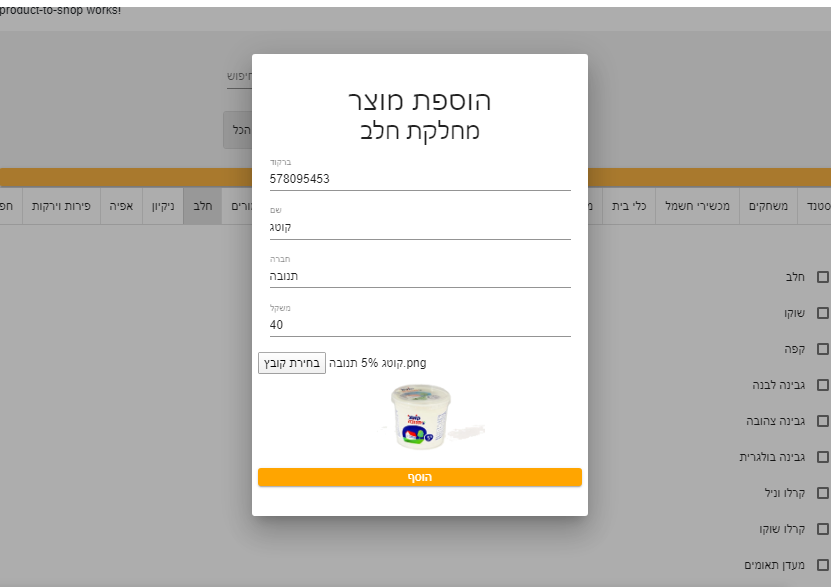 product-to-shop works!
חיפוש
הכל
הוספת מוצר
מחלקת חלב
ברקוד
578095453
שם
קוטג
חברה
תנובה
משקל
40
בחירת קובץ קוטג 5% תנובה.png
הוסף
משחקים
מכשירי חשמל
כלי בית
חלב
ניקיון
אפיה
פירות וירקות
חלב
שוקו
קפה
גבינה לבנה
גבינה צהובה
גבינה בולגרית
קרלו וניל
קרלו שוקו
מעדן תאומים